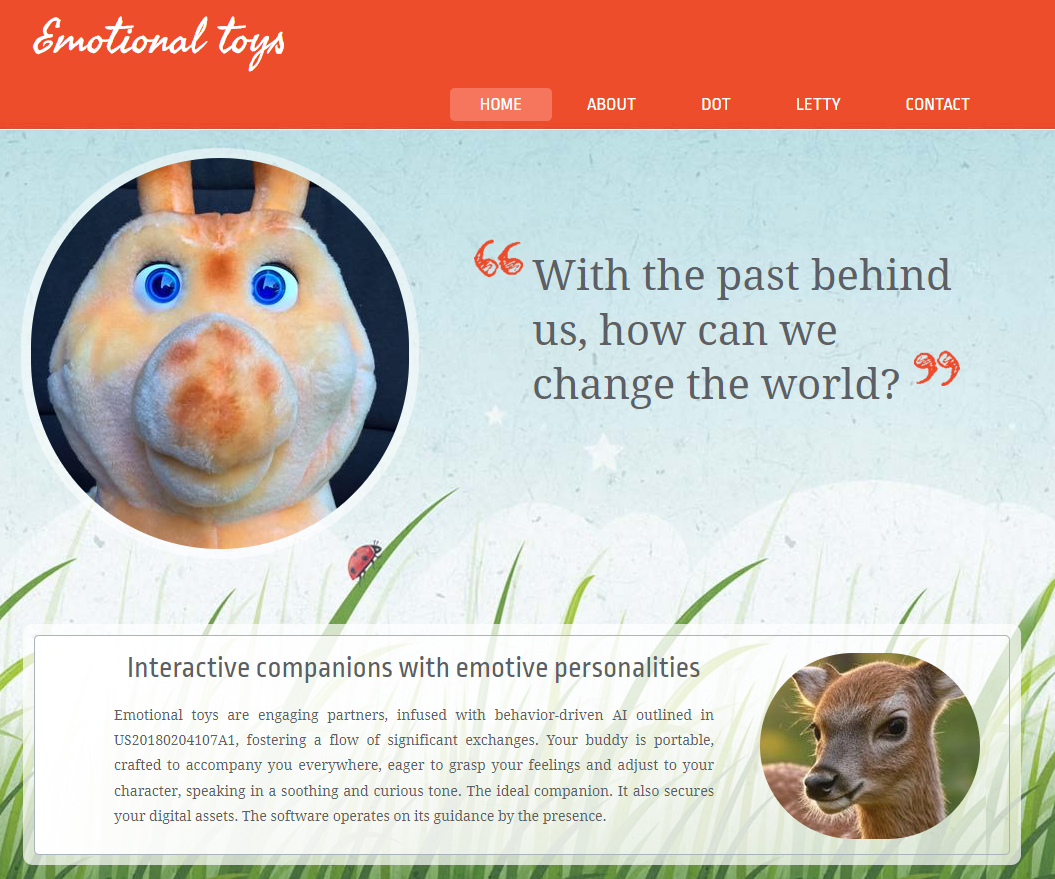 Emotional toys
HOME ABOUT DOT LETTY CONTACT
“With the past behind
us, how can we
change the world?”
Interactive companions with emotive personalities
Emotional toys are engaging partners, infused with behavior-driven AI outlined in
US20180204107A1, fostering a flow of significant exchanges. Your buddy is portable,
crafted to accompany you everywhere, eager to grasp your feelings and adjust to your
character, speaking in a soothing and curious tone. The ideal companion. It also secures
your digital assets. The software operates on its guidance by the presence.